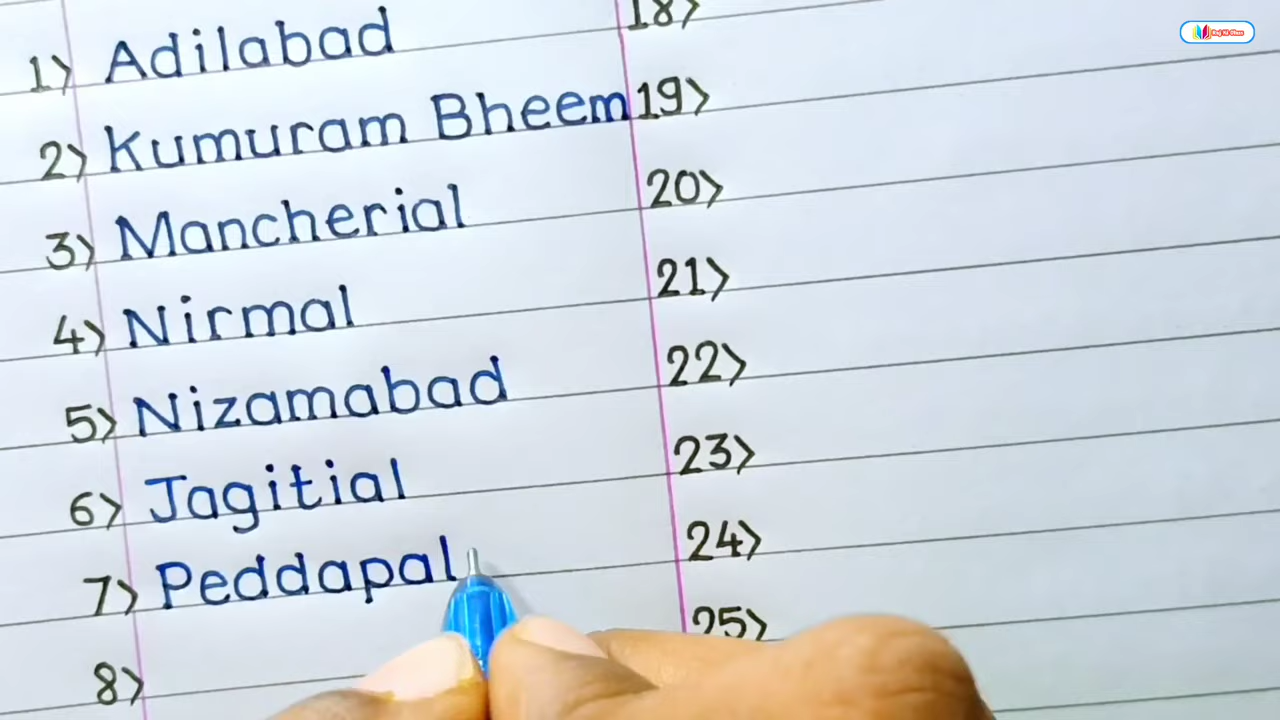 1) Adilabad
2) Kumuram Bheem
3) Mancherial
4) Nirmal
5) Nizamabad
6) Jagitial
7) Peddapal
8)
18)
19)
20)
21)
22)
23)
24)
25)